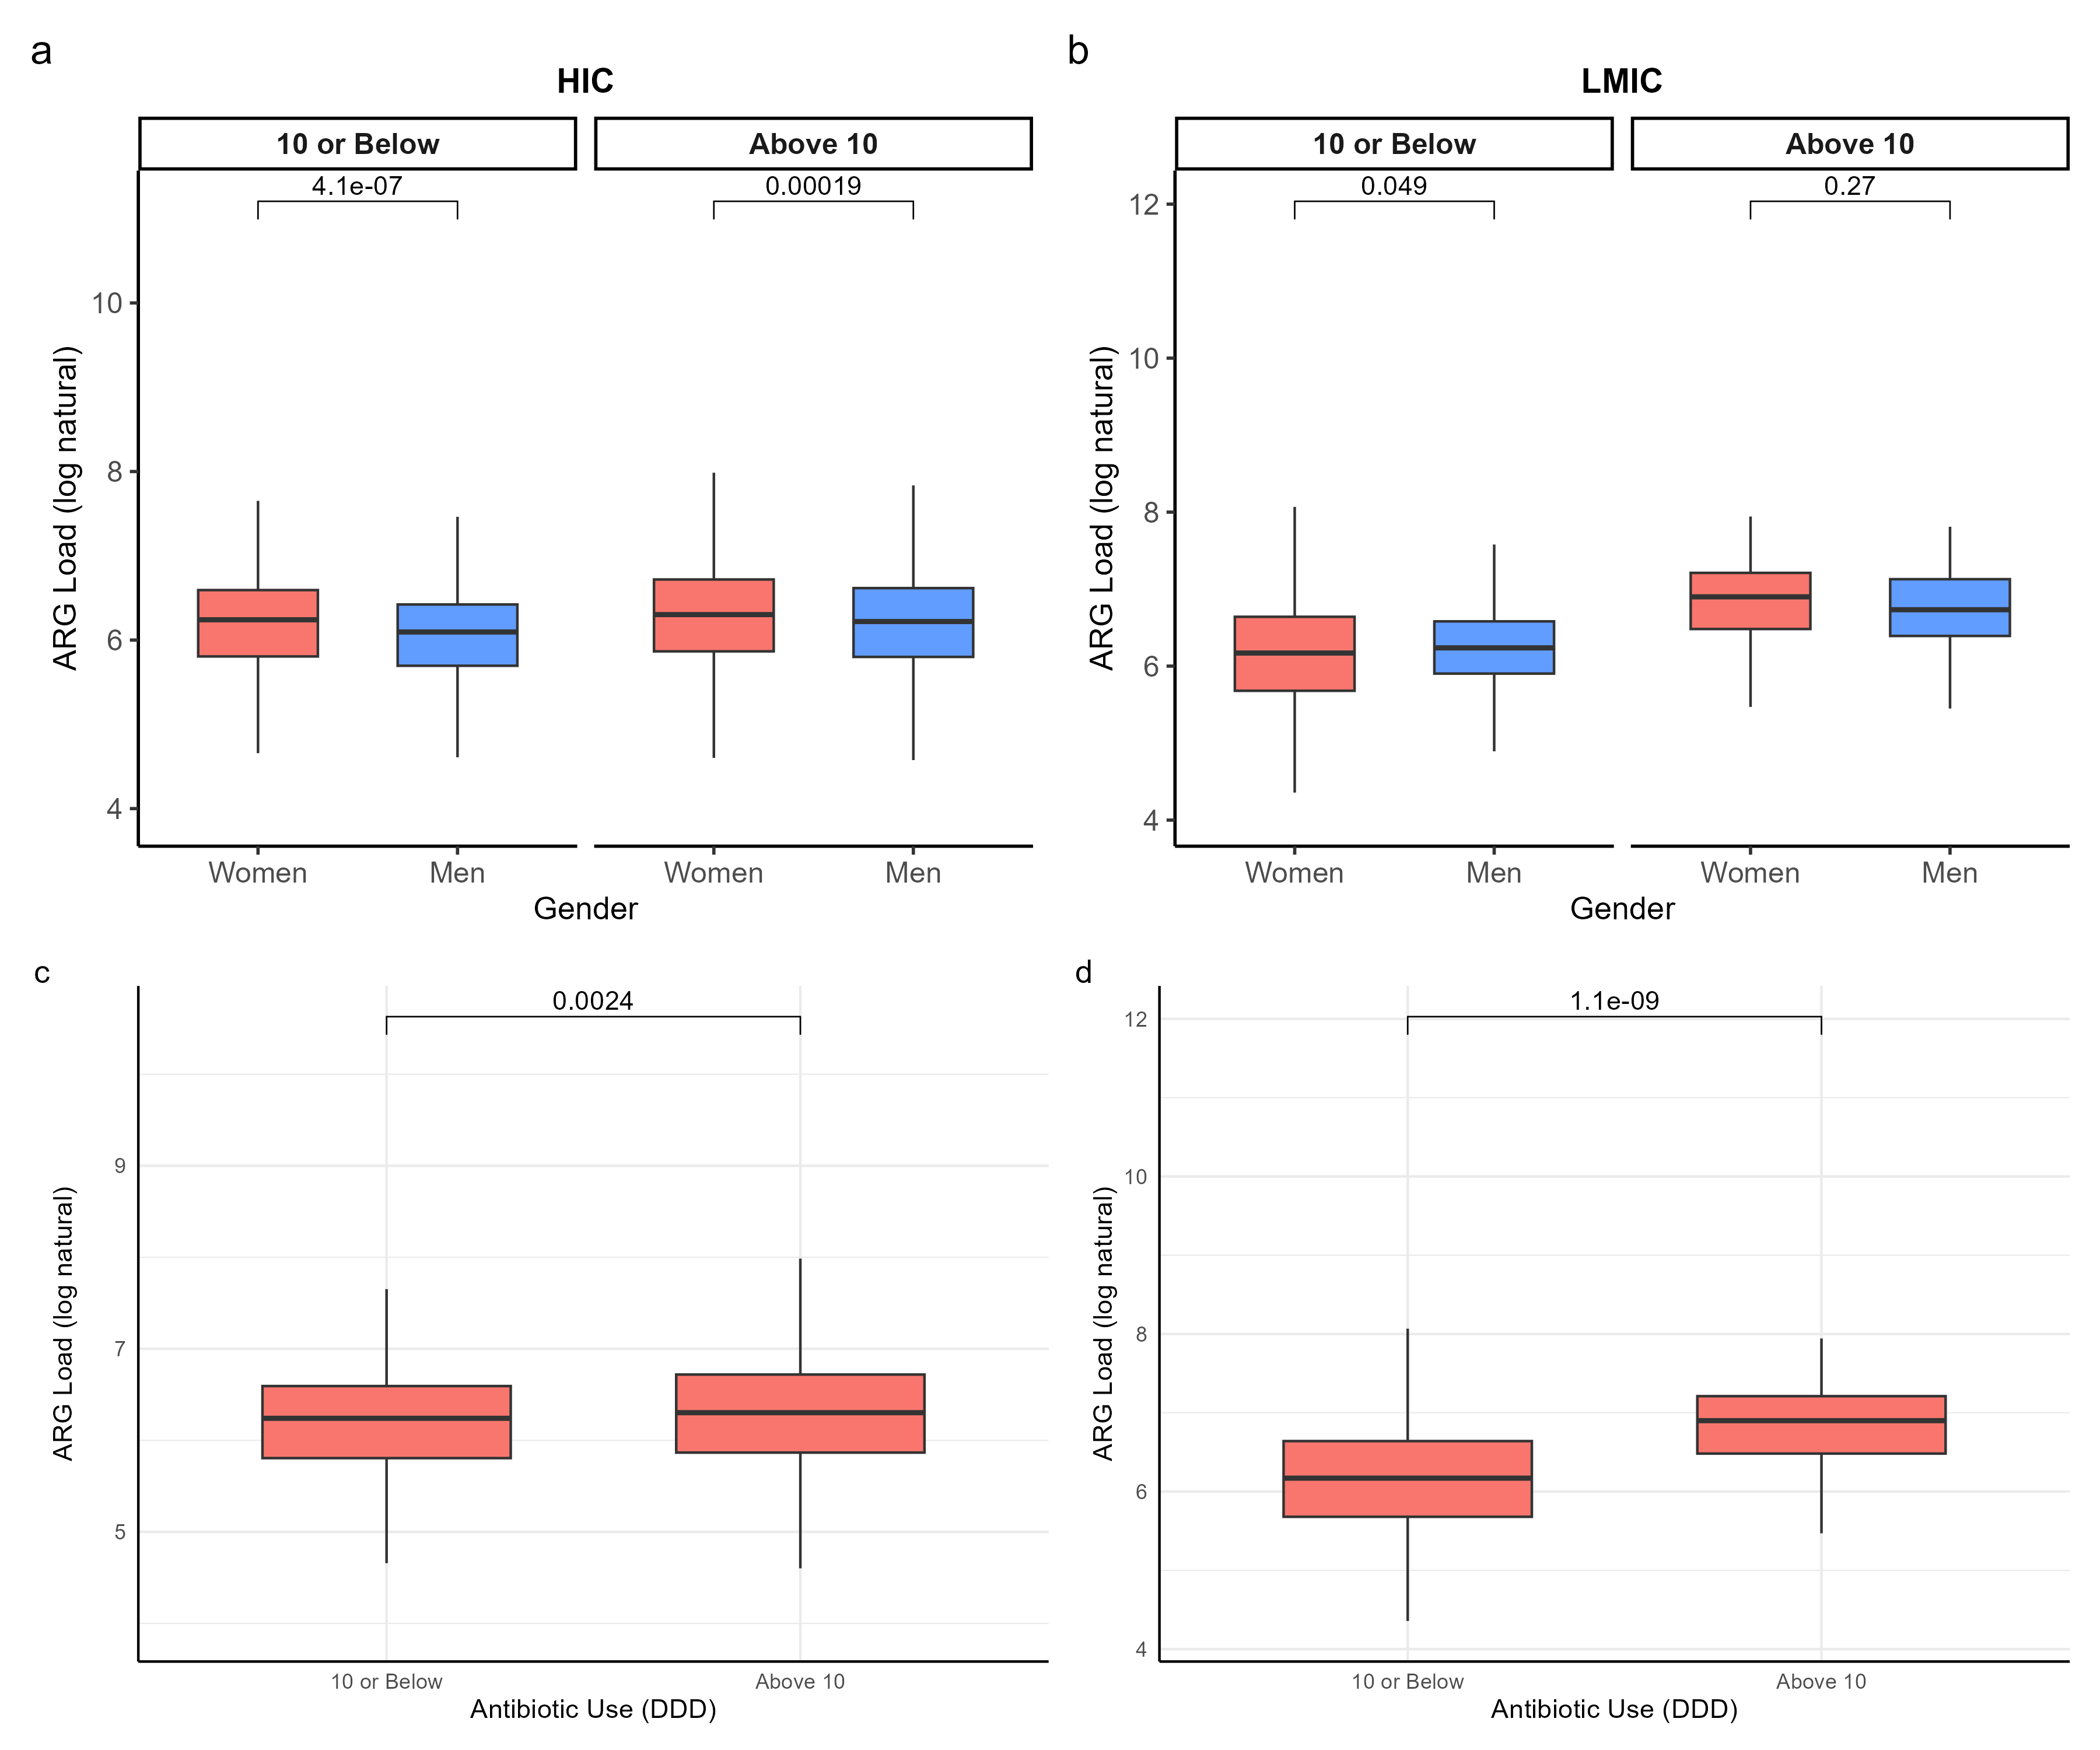 a
HIC
10 or Below
Above 10
4.1e-07
0.00019
10
8
6
4
ARG Load (log natural)
Women
Men
Women
Men
Gender
b
LMIC
10 or Below
Above 10
0.049
0.27
12
10
8
6
4
ARG Load (log natural)
Women
Men
Women
Men
Gender
c
0.0024
9
7
5
ARG Load (log natural)
10 or Below
Above 10
Antibiotic Use (DDD)
d
1.1e-09
12
10
8
6
4
ARG Load (log natural)
10 or Below
Above 10
Antibiotic Use (DDD)